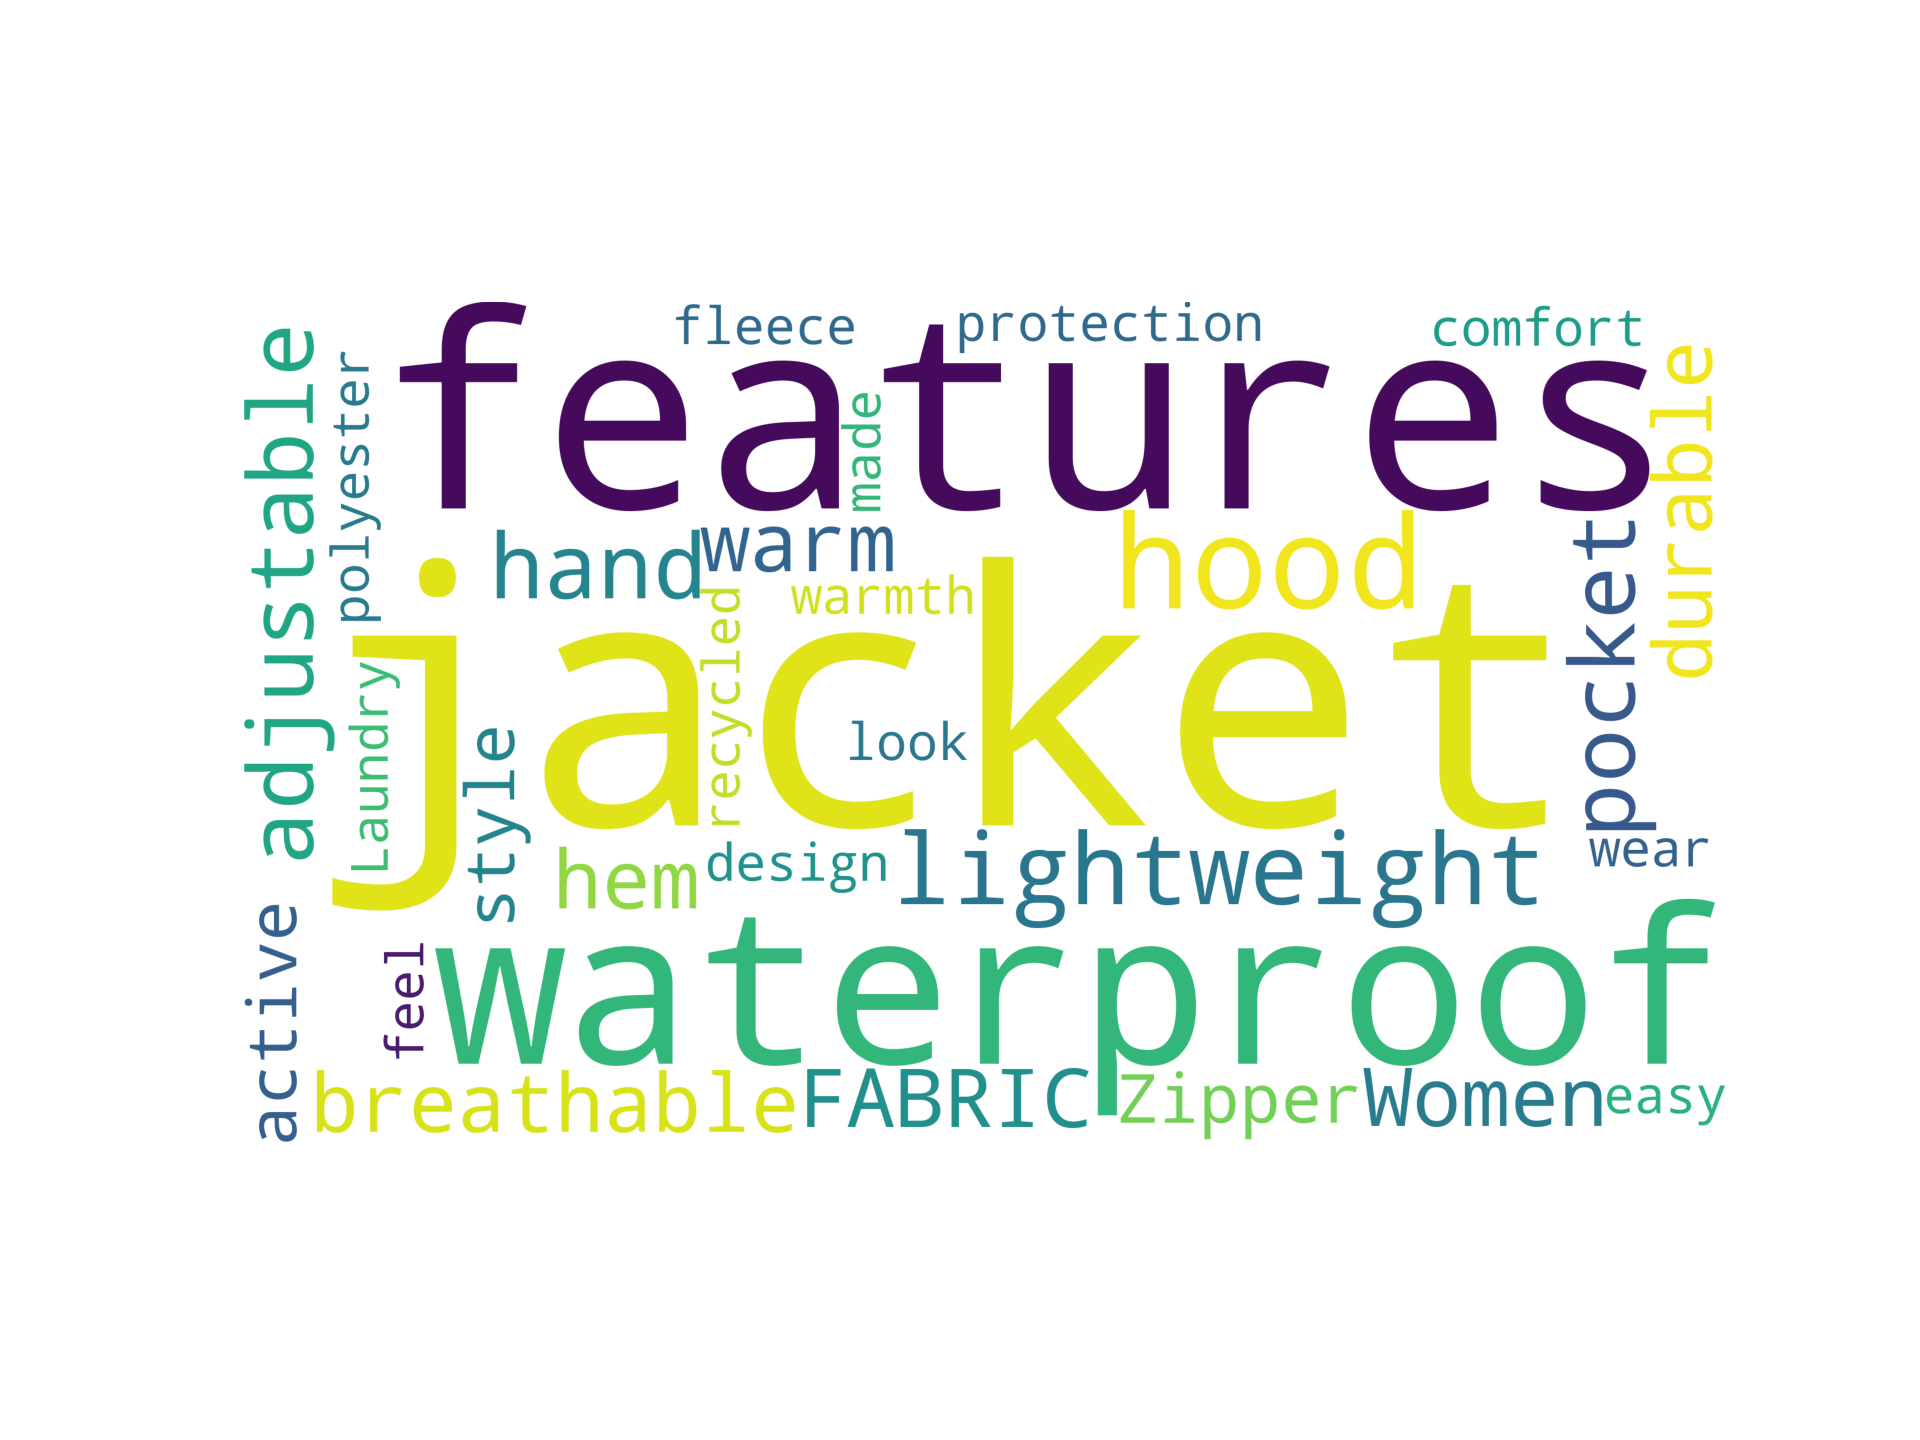 fleece protection comfort
features
adjustable
polyester
made
durable
hand warm hood
warmth
pocket
jacket
recycled
Laundry
look
style
hem design lightweight wear
active
feel
waterproof
breathable FABRIC Zipper Women easy